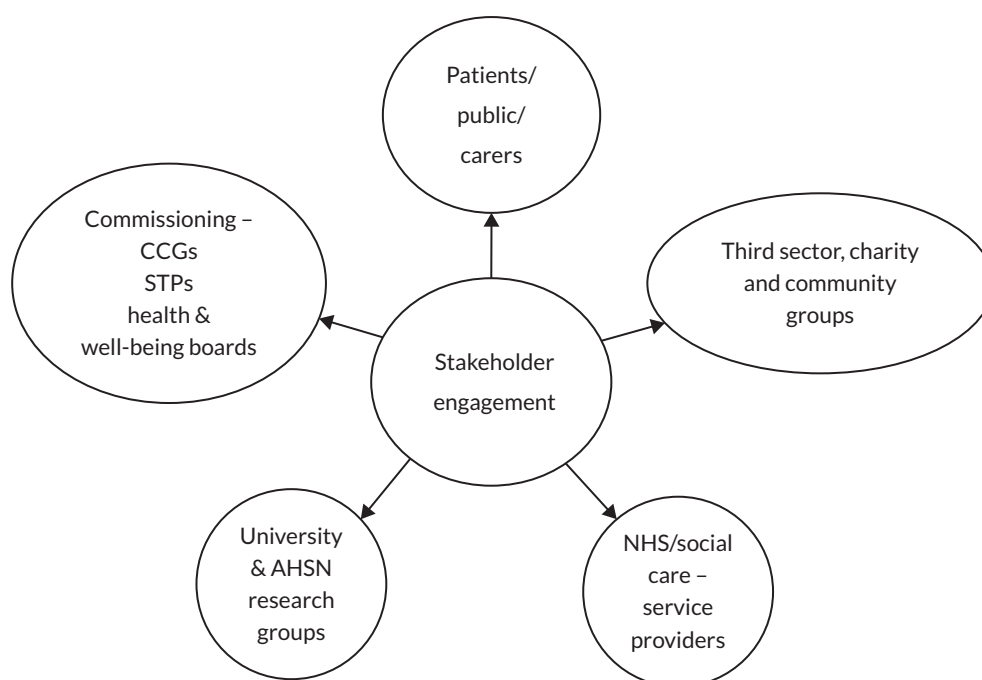 Patients/
public/
carers
Commissioning –
CCGs
STPs
health &
well-being boards
Third sector, charity
and community
groups
Stakeholder
engagement
University
& AHSN
research
groups
NHS/social
care –
service
providers